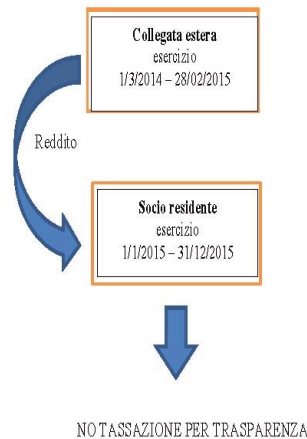 Collegata estera
esercizio
1/3/2014 – 28/02/2015
Reddito
Socio residente
esercizio
1/1/2015 – 31/12/2015
NO TASSAZIONE PER TRASPARENZA